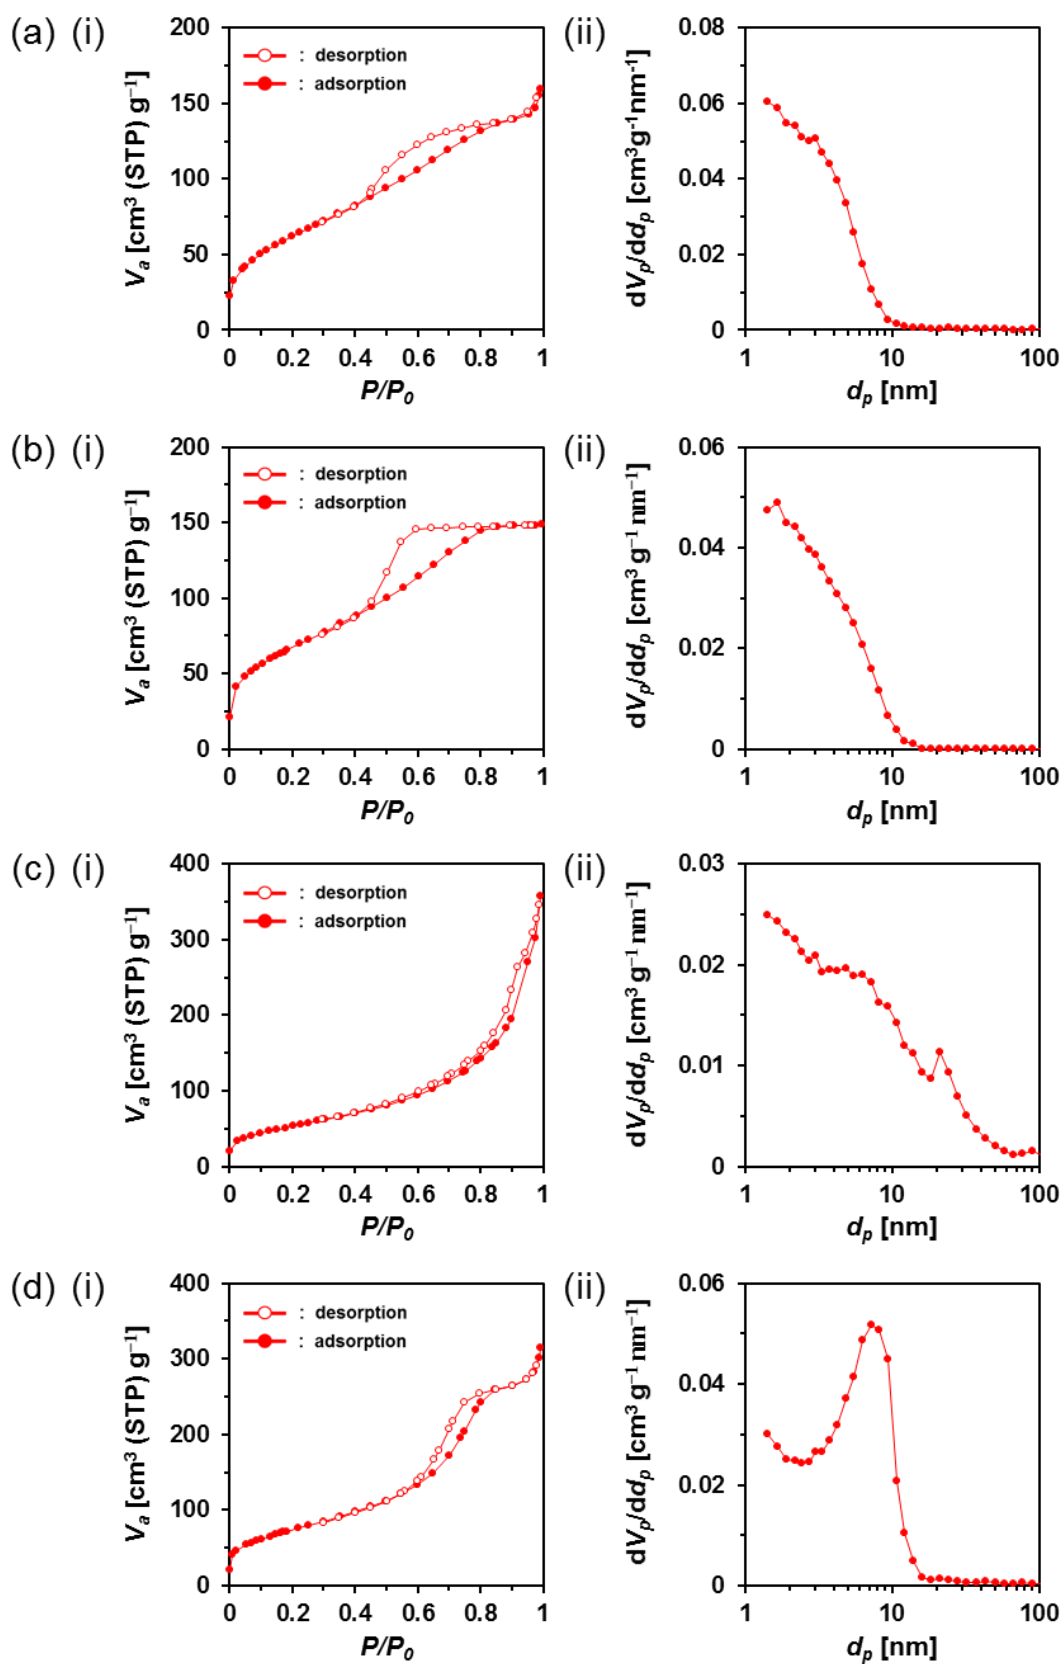 (a) (i)
200
150
100
50
0
V_a [cm³ (STP) g⁻¹]
: desorption
: adsorption
0 0.2 0.4 0.6 0.8 1
P/P_0
(ii)
0.08
0.06
0.04
0.02
0
dV_p/dd_p [cm³g⁻¹nm⁻¹]
1 10 100
d_p [nm]
(b) (i)
200
150
100
50
0
V_a [cm³ (STP) g⁻¹]
: desorption
: adsorption
0 0.2 0.4 0.6 0.8 1
P/P_0
(ii)
0.06
0.04
0.02
0
dV_p/dd_p [cm³ g⁻¹ nm⁻¹]
1 10 100
d_p [nm]
(c) (i)
400
300
200
100
0
V_a [cm³ (STP) g⁻¹]
: desorption
: adsorption
0 0.2 0.4 0.6 0.8 1
P/P_0
(ii)
0.03
0.02
0.01
0
dV_p/dd_p [cm³ g⁻¹ nm⁻¹]
1 10 100
d_p [nm]
(d) (i)
400
300
200
100
0
V_a [cm³ (STP) g⁻¹]
: desorption
: adsorption
0 0.2 0.4 0.6 0.8 1
P/P_0
(ii)
0.06
0.04
0.02
0
dV_p/dd_p [cm³ g⁻¹ nm⁻¹]
1 10 100
d_p [nm]